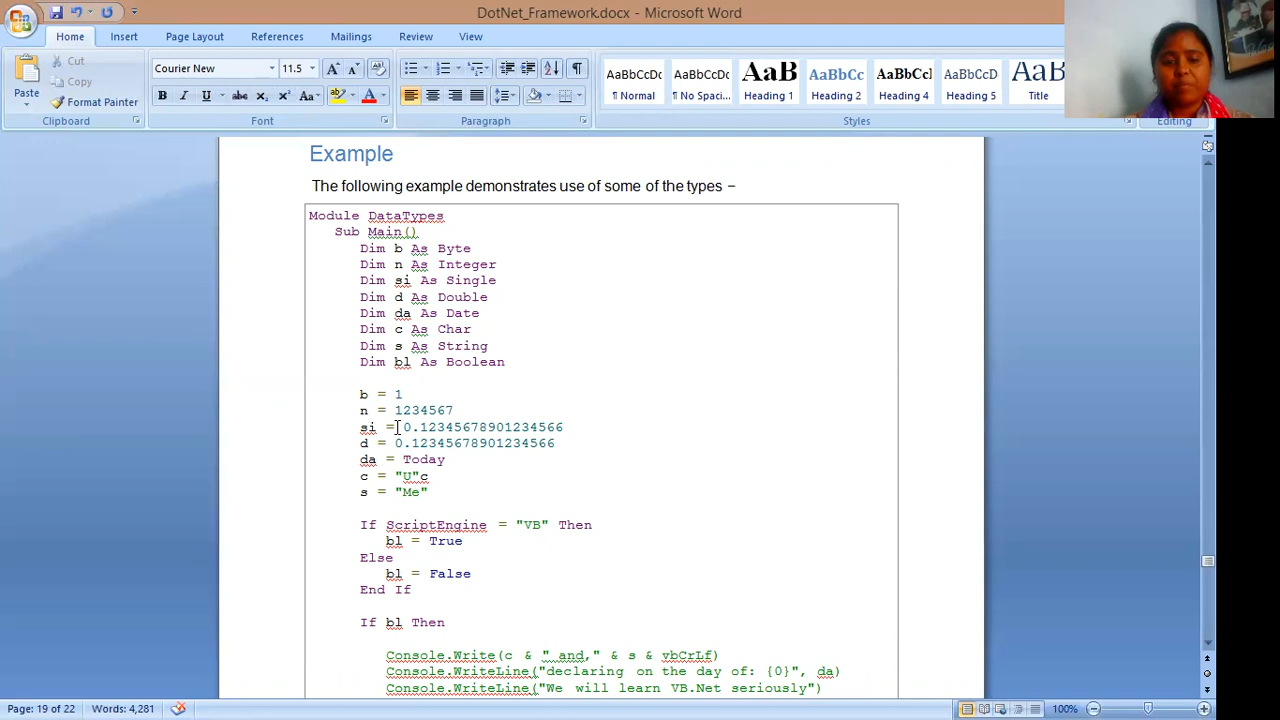 DotNet_Framework.docx - Microsoft Word
Home Insert Page Layout References Mailings Review View
Paste
Cut
Copy
Format Painter
Clipboard
Courier New 11.5
Font
Paragraph
AaBbCcDc AaBbCcDc AaB AaBbCc AaBbCcI AaBbCcD AaB
¶ Normal ¶ No Spaci... Heading 1 Heading 2 Heading 4 Heading 5 Title
Styles
Editing
Example
The following example demonstrates use of some of the types −
Module DataTypes
Sub Main()
Dim b As Byte
Dim n As Integer
Dim si As Single
Dim d As Double
Dim da As Date
Dim c As Char
Dim s As String
Dim bl As Boolean
b = 1
n = 1234567
si = 0.12345678901234566
d = 0.12345678901234566
da = Today
c = "U"c
s = "Me"
If ScriptEngine = "VB" Then
bl = True
Else
bl = False
End If
If bl Then
Console.Write(c & " and," & s & vbCrLf)
Console.WriteLine("declaring on the day of: {0}", da)
Console.WriteLine("We will learn VB.Net seriously")
Page: 19 of 22 Words: 4,281 100%